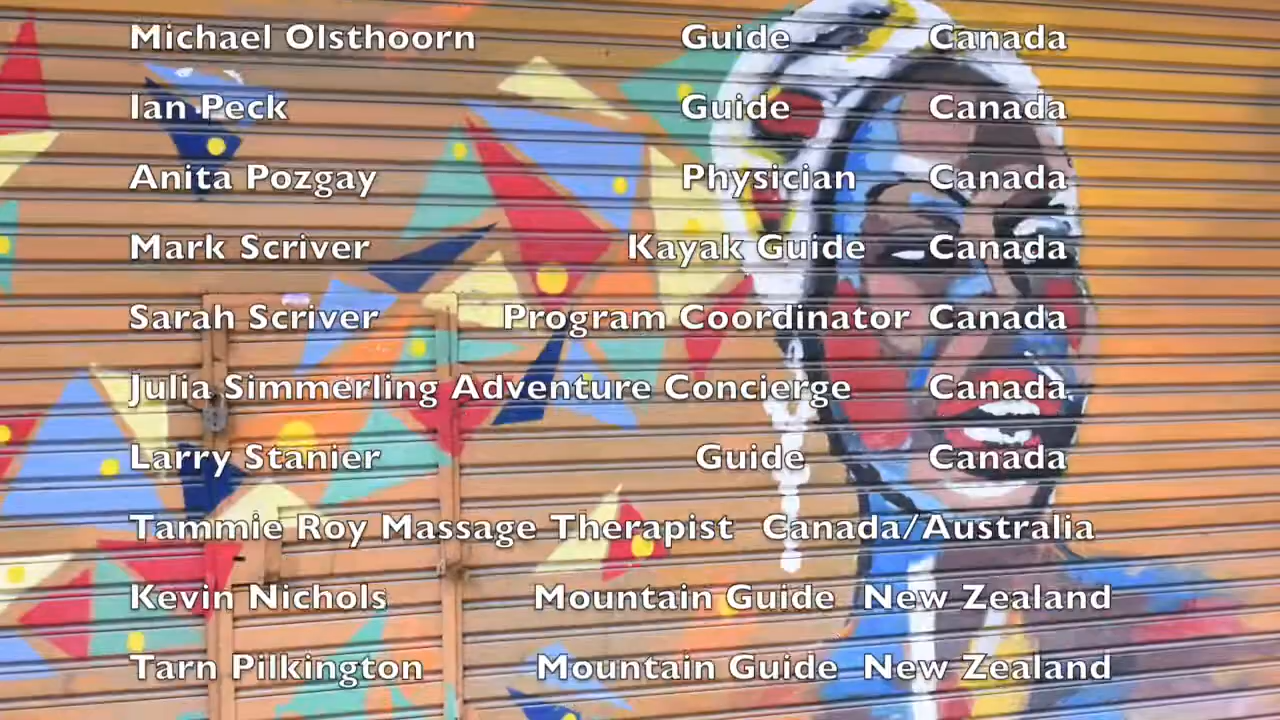 Michael Olsthoorn Guide Canada
Ian Peck Guide Canada
Anita Pozgay Physician Canada
Mark Scriver Kayak Guide Canada
Sarah Scriver Program Coordinator Canada
Julia Simmerling Adventure Concierge Canada
Larry Stanier Guide Canada
Tammie Roy Massage Therapist Canada/Australia
Kevin Nichols Mountain Guide New Zealand
Tarn Pilkington Mountain Guide New Zealand